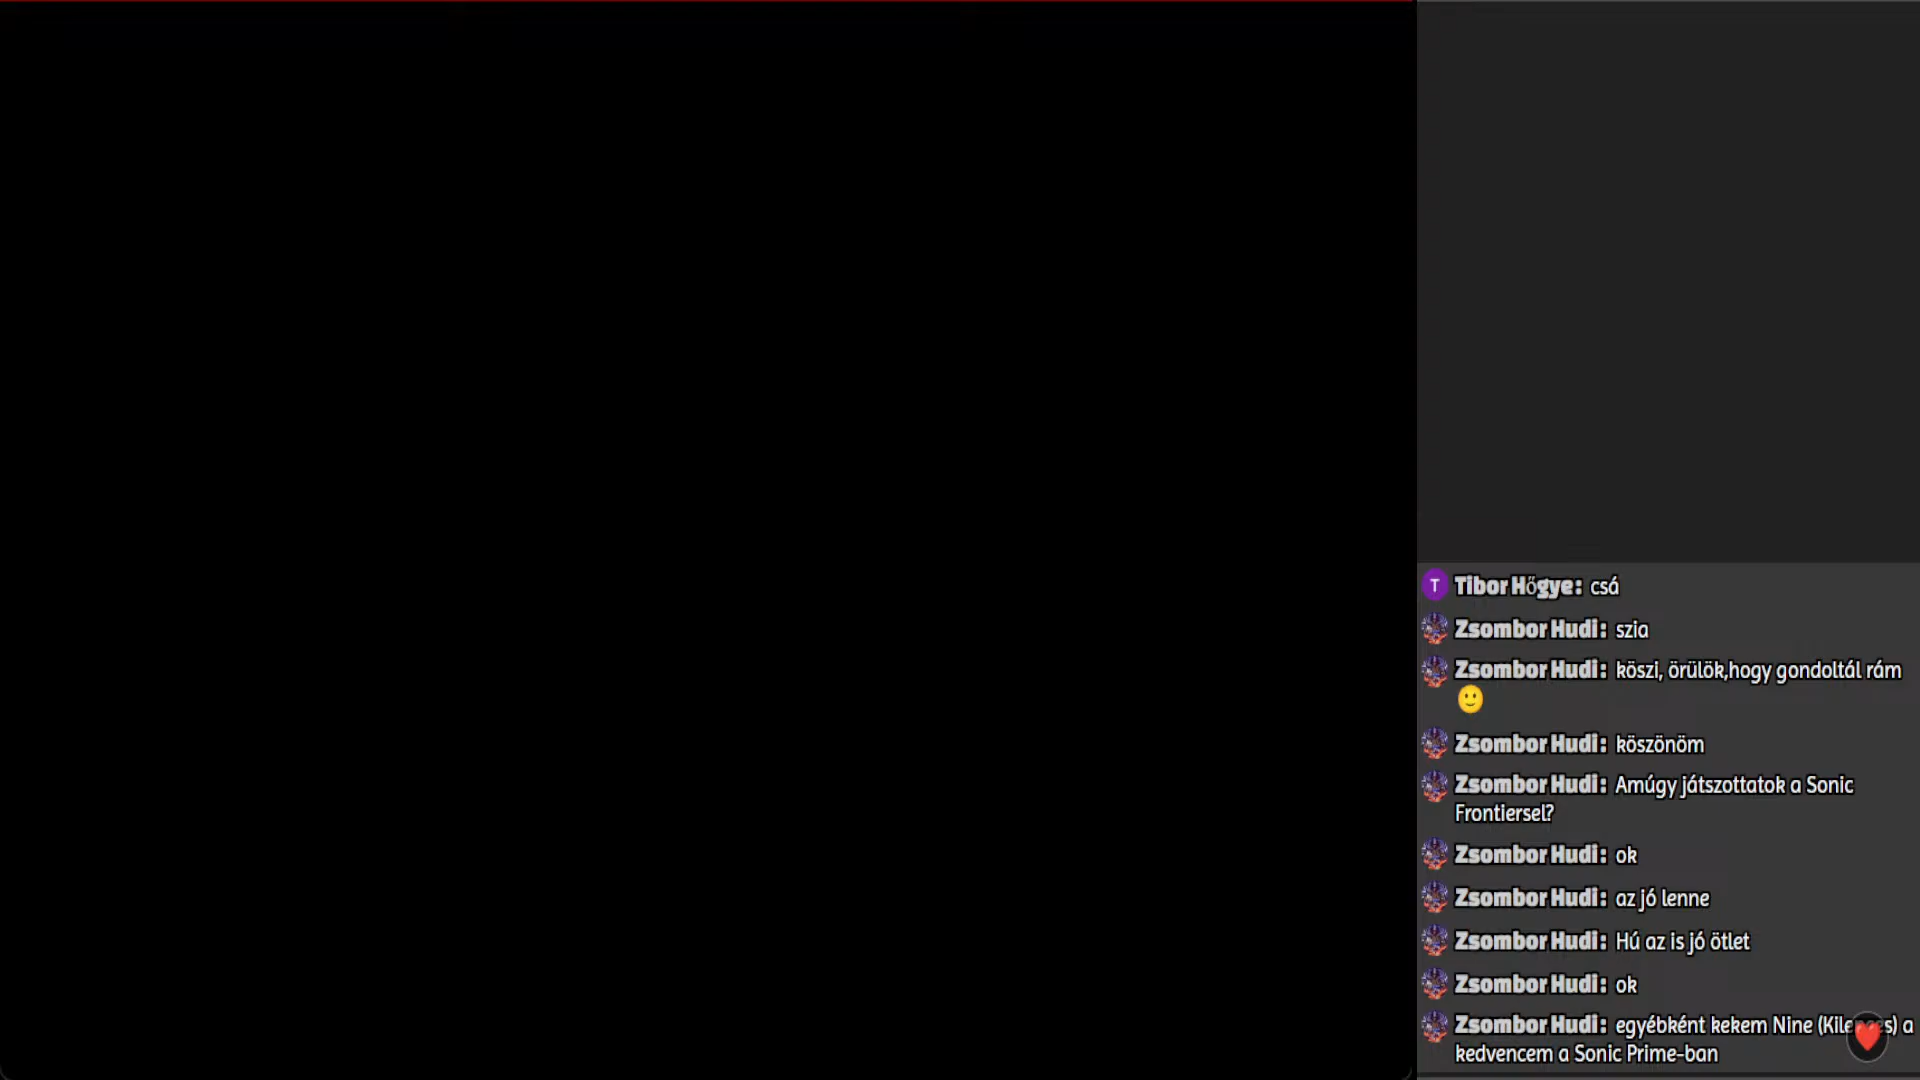 T Tibor Hőgye: csá
Zsombor Hudi: szia
Zsombor Hudi: köszi, örülök,hogy gondoltál rám
🙂
Zsombor Hudi: köszönöm
Zsombor Hudi: Amúgy játszottatok a Sonic
Frontiersel?
Zsombor Hudi: ok
Zsombor Hudi: az jó lenne
Zsombor Hudi: Hú az is jó ötlet
Zsombor Hudi: ok
Zsombor Hudi: egyébként kekem Nine (Kilences) a
kedvencem a Sonic Prime-ban